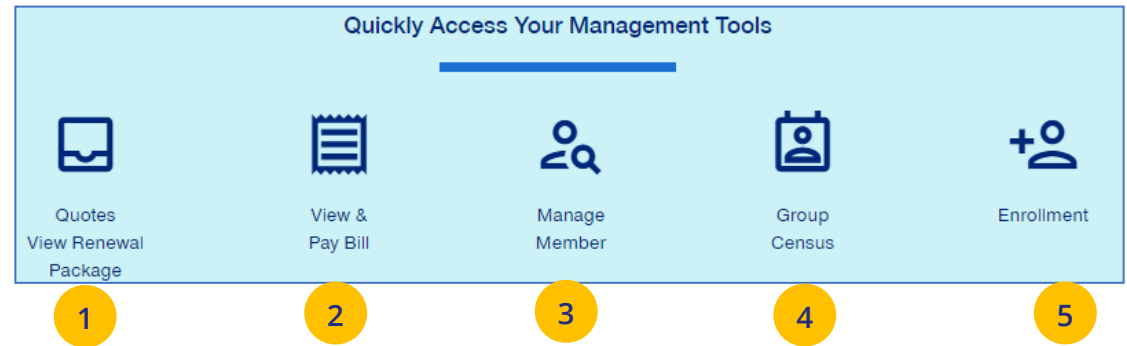 Quickly Access Your Management Tools
Quotes
View Renewal
Package
View &
Pay Bill
Manage
Member
Group
Census
Enrollment
1
2
3
4
5